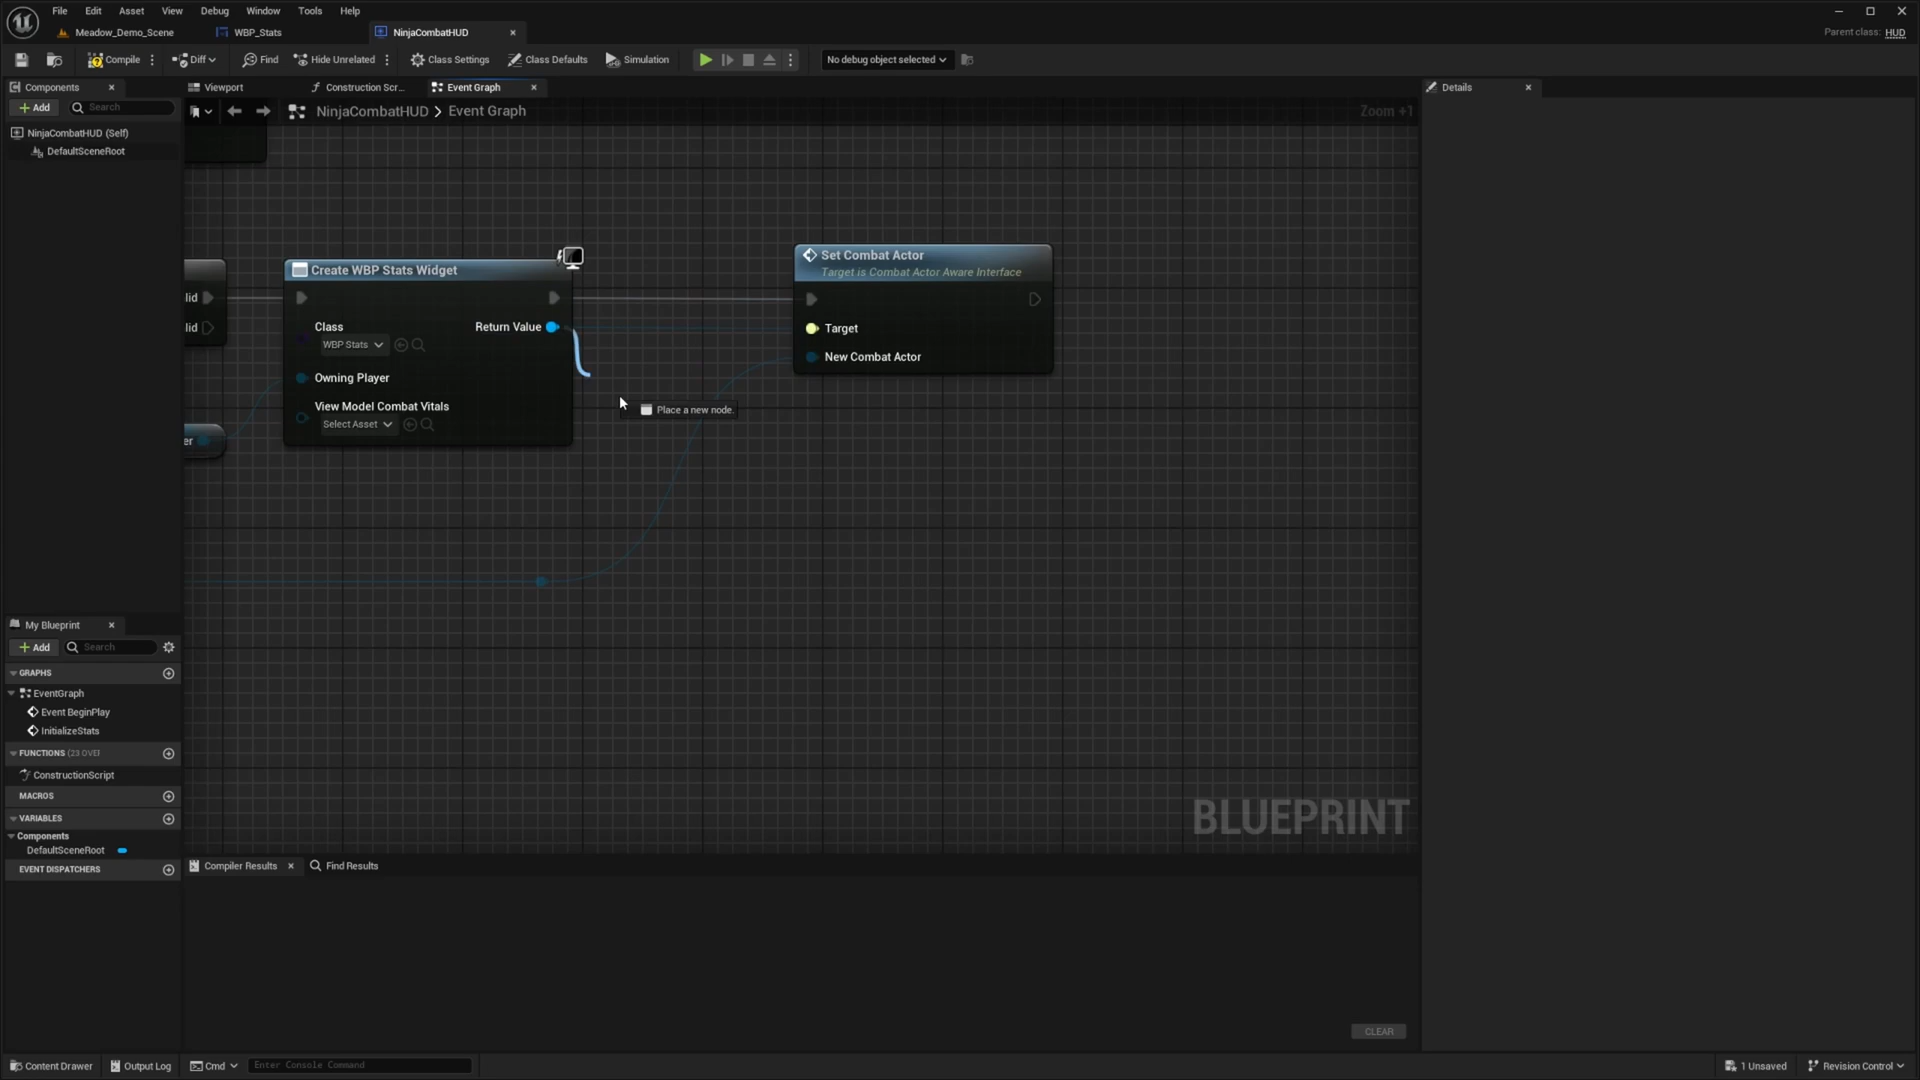 File Edit Asset View Debug Window Tools Help
Meadow_Demo_Scene WBP_Stats NinjaCombatHUD
Parent class: HUD
Compile Diff Find Hide Unrelated Class Settings Class Defaults Simulation No debug object selected
Components Viewport Construction Scr... Event Graph Details
Add Search
NinjaCombatHUD > Event Graph Zoom +1
NinjaCombatHUD (Self)
DefaultSceneRoot
Create WBP Stats Widget
lid
lid
Class
WBP Stats
Return Value
Owning Player
View Model Combat Vitals
Select Asset
er
Set Combat Actor
Target is Combat Actor Aware Interface
Target
New Combat Actor
Place a new node.
My Blueprint
Add Search
GRAPHS
EventGraph
Event BeginPlay
InitializeStats
FUNCTIONS (23 OVEI
ConstructionScript
MACROS
VARIABLES
Components
DefaultSceneRoot
EVENT DISPATCHERS
BLUEPRINT
Compiler Results Find Results
CLEAR
Content Drawer Output Log Cmd Enter Console Command 1 Unsaved Revision Control